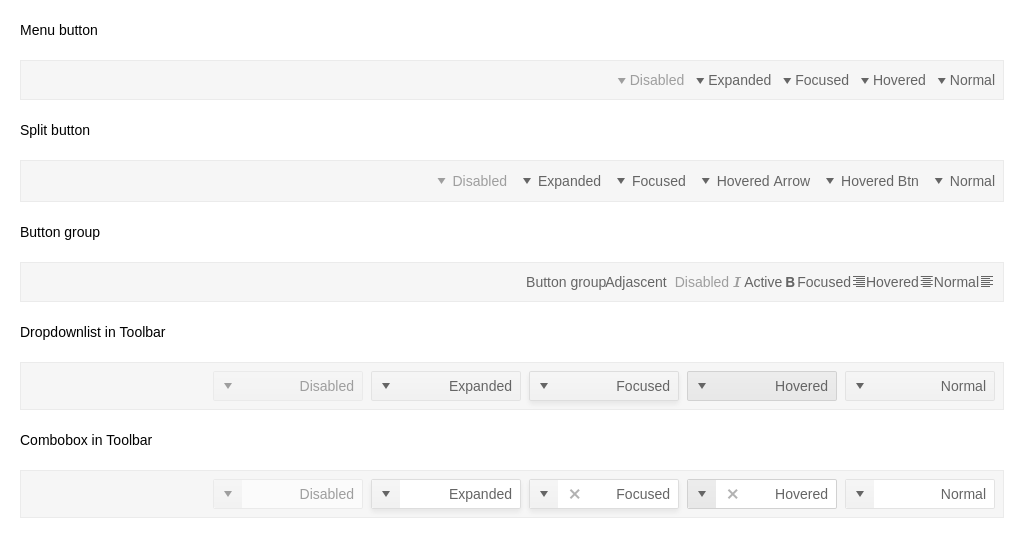 Menu button
Disabled Expanded Focused Hovered Normal
Split button
Disabled Expanded Focused Hovered Arrow Hovered Btn Normal
Button group
Button group Adjascent Disabled I Active B Focused Hovered Normal
Dropdownlist in Toolbar
Disabled Expanded Focused Hovered Normal
Combobox in Toolbar
Disabled Expanded Focused Hovered Normal